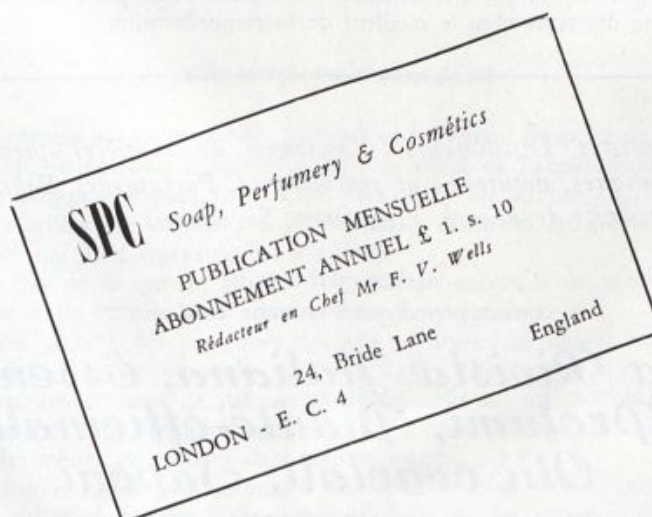 SPC Soap, Perfumery & Cosmétics
PUBLICATION MENSUELLE
ABONNEMENT ANNUEL £ 1. s. 10
Rédacteur en Chef Mr F. V. Wells
24, Bride Lane
LONDON - E. C. 4 England